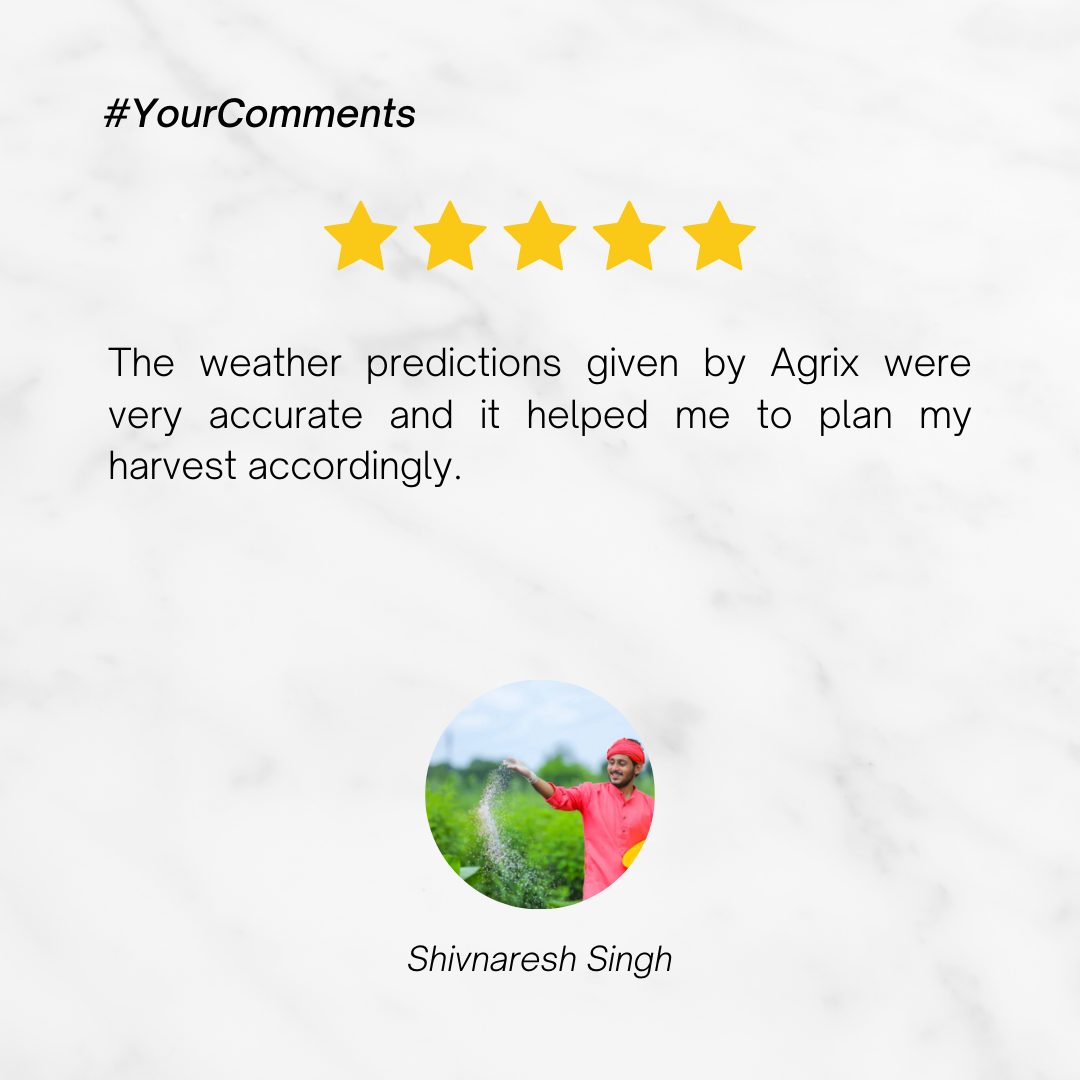 #YourComments
The weather predictions given by Agrix were
very accurate and it helped me to plan my
harvest accordingly.
Shivnaresh Singh